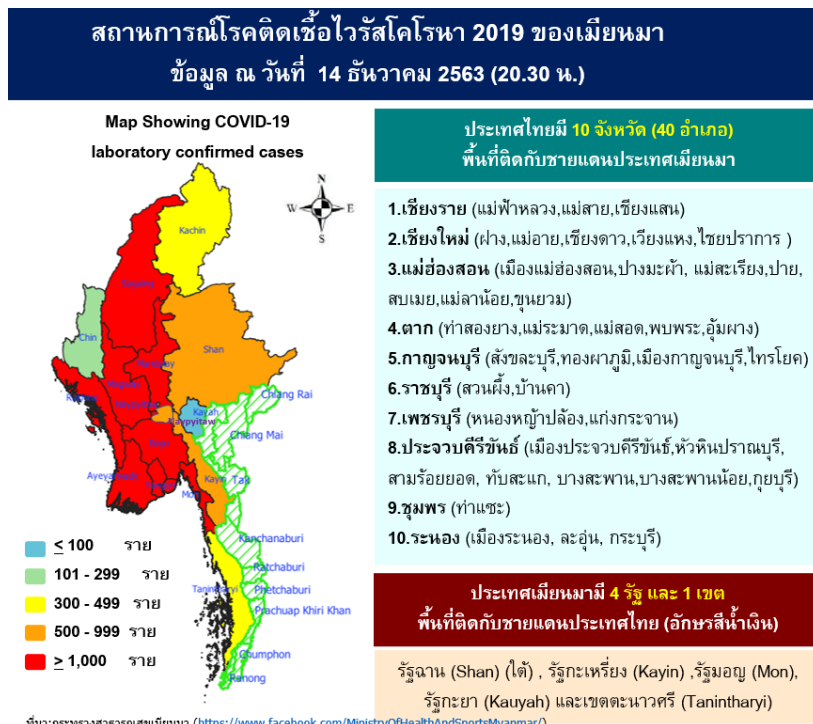 สถานการณ์โรคติดเชื้อไวรัสโคโรนา 2019 ของเมียนมา
ข้อมูล ณ วันที่ 14 ธันวาคม 2563 (20.30 น.)
Map Showing COVID-19
laboratory confirmed cases
N
W
E
S
Kachin
Chin
Shan
Chiang Rai
Kayah
Chiang Mai
Ayeyarwady
Mon
Kayin
Tak
Kanchanaburi
Ratchaburi
Tanintharyi
Phetchaburi
Prachuap Khiri Khan
Chumphon
Ranong
< 100 ราย
101 - 299 ราย
300 - 499 ราย
500 - 999 ราย
> 1,000 ราย
ประเทศไทยมี 10 จังหวัด (40 อำเภอ)
พื้นที่ติดกับชายแดนประเทศเมียนมา
1.เชียงราย (แม่ฟ้าหลวง,แม่สาย,เชียงแสน)
2.เชียงใหม่ (ฝาง,แม่อาย,เชียงดาว,เวียงแหง,ไชยปราการ )
3.แม่ฮ่องสอน (เมืองแม่ฮ่องสอน,ปางมะผ้า, แม่สะเรียง,ปาย,
สบเมย,แม่ลาน้อย,ขุนยวม)
4.ตาก (ท่าสองยาง,แม่ระมาด,แม่สอด,พบพระ,อุ้มผาง)
5.กาญจนบุรี (สังขละบุรี,ทองผาภูมิ,เมืองกาญจนบุรี,ไทรโยค)
6.ราชบุรี (สวนผึ้ง,บ้านคา)
7.เพชรบุรี (หนองหญ้าปล้อง,แก่งกระจาน)
8.ประจวบคีรีขันธ์ (เมืองประจวบคีรีขันธ์,หัวหินปราณบุรี,
สามร้อยยอด, ทับสะแก, บางสะพาน,บางสะพานน้อย,กุยบุรี)
9.ชุมพร (ท่าแซะ)
10.ระนอง (เมืองระนอง, ละอุ่น, กระบุรี)
ประเทศเมียนมามี 4 รัฐ และ 1 เขต
พื้นที่ติดกับชายแดนประเทศไทย (อักษรสีน้ำเงิน)
รัฐฉาน (Shan) (ใต้) , รัฐกะเหรี่ยง (Kayin) ,รัฐมอญ (Mon),
รัฐกะยา (Kauyah) และเขตตะนาวศรี (Tanintharyi)
ที่มา:กระทรวงสาธารณสุขเมียนมา (https://www.facebook.com/MinistryOfHealthAndSportsMyanmar/)